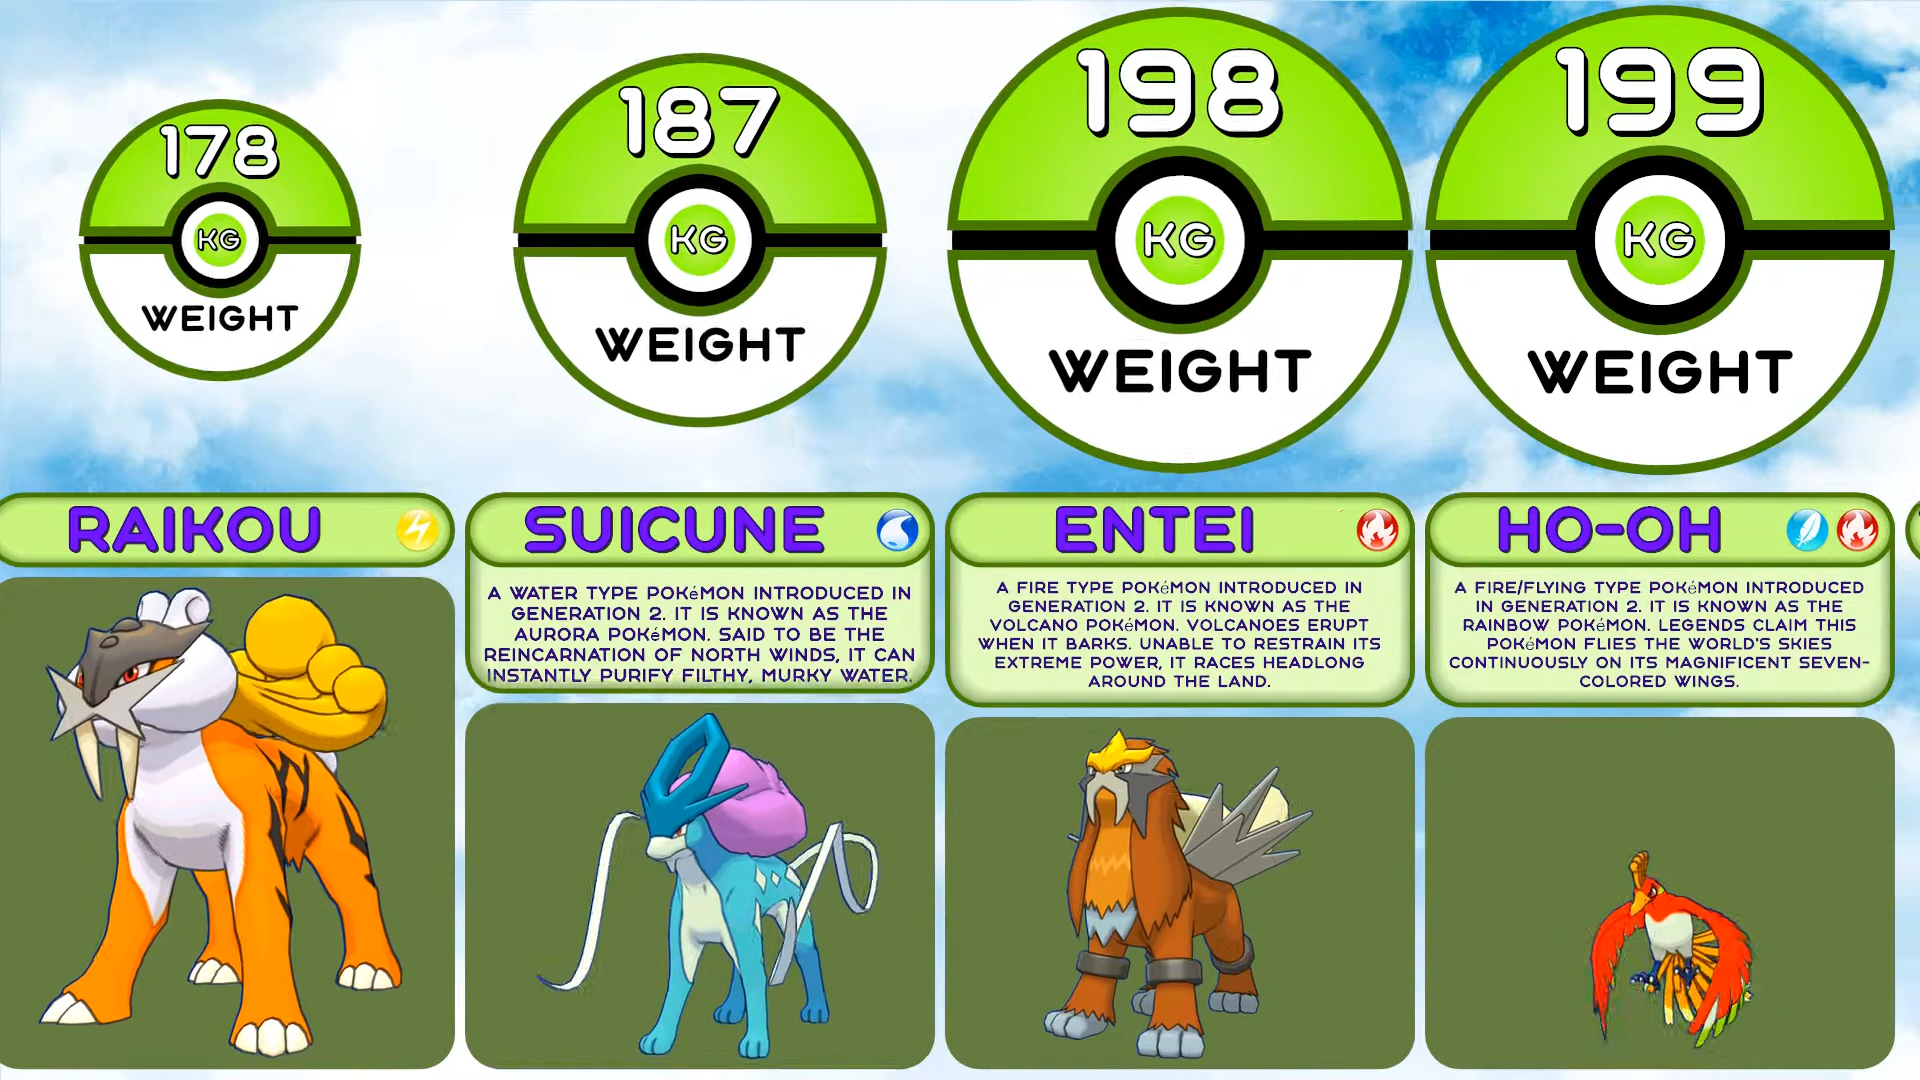 178
KG
WEIGHT
187
KG
WEIGHT
198
KG
WEIGHT
199
KG
WEIGHT
RAIKOU
SUICUNE
A WATER TYPE POKéMON INTRODUCED IN
GENERATION 2. IT IS KNOWN AS THE
AURORA POKéMON. SAID TO BE THE
REINCARNATION OF NORTH WINDS, IT CAN
INSTANTLY PURIFY FILTHY, MURKY WATER.
ENTEI
A FIRE TYPE POKéMON INTRODUCED IN
GENERATION 2. IT IS KNOWN AS THE
VOLCANO POKéMON. VOLCANOES ERUPT
WHEN IT BARKS. UNABLE TO RESTRAIN ITS
EXTREME POWER, IT RACES HEADLONG
AROUND THE LAND.
HO-OH
A FIRE/FLYING TYPE POKéMON INTRODUCED
IN GENERATION 2. IT IS KNOWN AS THE
RAINBOW POKéMON. LEGENDS CLAIM THIS
POKéMON FLIES THE WORLD'S SKIES
CONTINUOUSLY ON ITS MAGNIFICENT SEVEN-
COLORED WINGS.